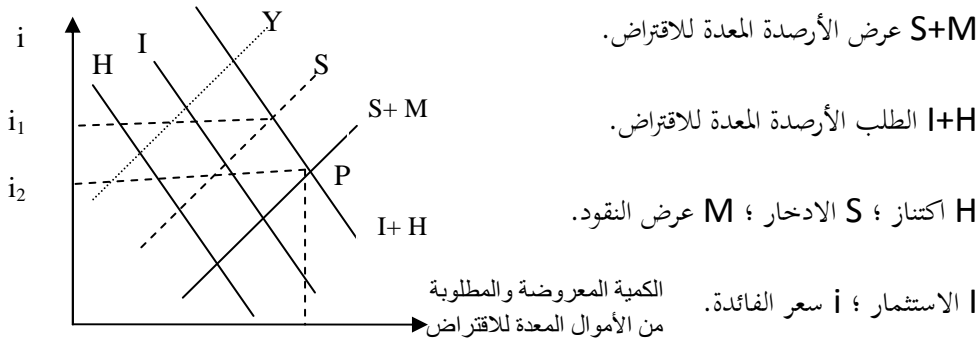 i
Y
I
H
S
S+ M
i₁
P
i₂
I+ H
الكمية المعروضة والمطلوبة
من الأموال المعدة للاقتراض
S+M عرض الأرصدة المعدة للاقتراض.
I+H الطلب الأرصدة المعدة للاقتراض.
H اكتناز ؛ S الادخار ؛ M عرض النقود.
I الاستثمار ؛ i سعر الفائدة.